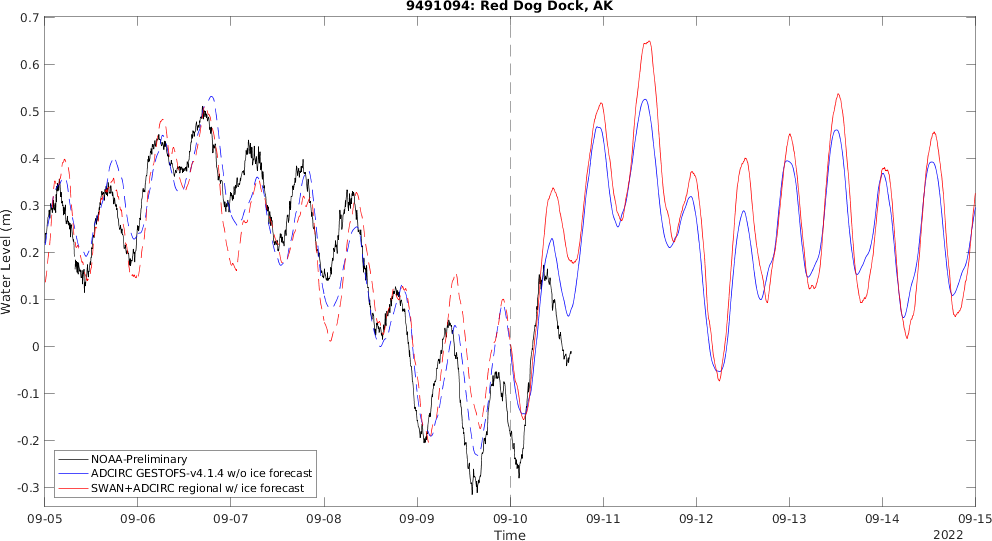 9491094: Red Dog Dock, AK
0.7
0.6
0.5
0.4
0.3
0.2
0.1
0
-0.1
-0.2
-0.3
Water Level (m)
NOAA-Preliminary
ADCIRC GESTOFS-v4.1.4 w/o ice forecast
SWAN+ADCIRC regional w/ ice forecast
09-05 09-06 09-07 09-08 09-09 09-10 09-11 09-12 09-13 09-14 09-15
Time
2022